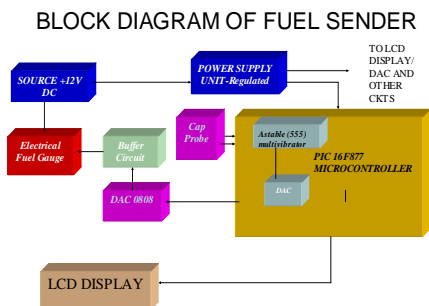 BLOCK DIAGRAM OF FUEL SENDER
TO LCD
DISPLAY/
DAC AND
OTHER
CKTS
SOURCE +12V
DC
POWER SUPPLY
UNIT-Regulated
Electrical
Fuel Gauge
Buffer
Circuit
Cap
Probe
Astable (555)
multivibrator
PIC 16F877
MICROCONTROLLER
DAC
DAC 0808
LCD DISPLAY